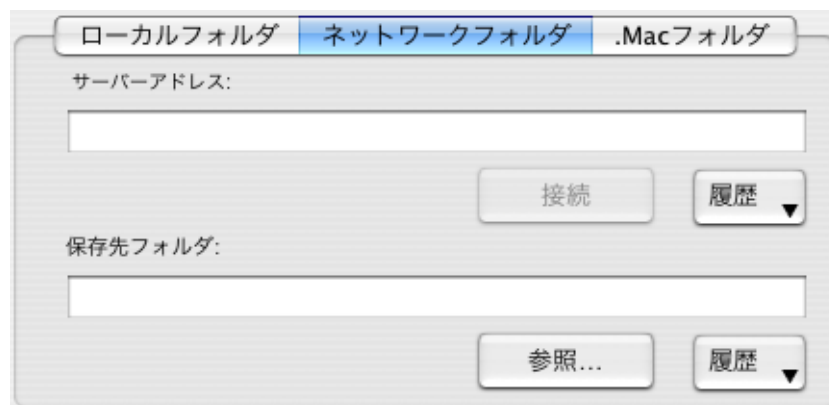 ローカルフォルダ ネットワークフォルダ .Macフォルダ
サーバーアドレス:
接続 履歴
保存先フォルダ:
参照... 履歴